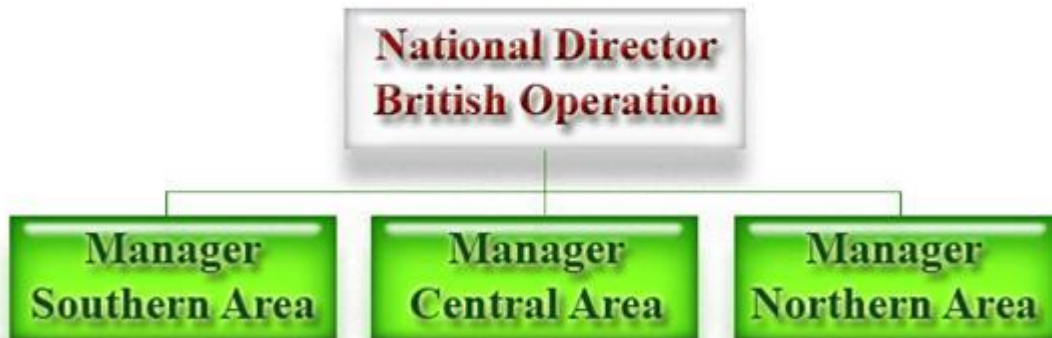 National Director
British Operation
Manager
Southern Area
Manager
Central Area
Manager
Northern Area